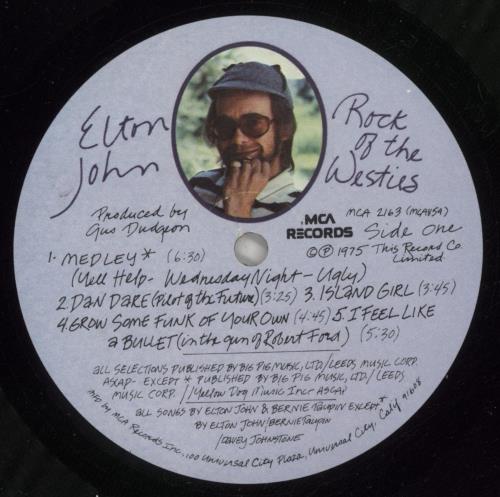 Elton
John
Rock
of the
Westies
Produced by
Gus Dudgeon
MCA
RECORDS
MCA 2163 (MCA1854)
Side One
℗ © 1975 This Record Co.
Limited
1. MEDLEY* (6:30)
(Yell Help - Wednesday Night - Ugly)
2. DAN DARE (Pilot of the Future) (3:25) 3. ISLAND GIRL (3:45)
4. GROW SOME FUNK OF YOUR OWN (4:45) 5. I FEEL LIKE
a BULLET (in the gun of Robert Ford) (5:30)
ALL SELECTIONS PUBLISHED BY BIG PIG MUSIC, LTD/LEEDS MUSIC CORP.
ASCAP - EXCEPT * PUBLISHED BY BIG PIG MUSIC, LTD/LEEDS
MUSIC CORP. //Yellow Dog Music Inc. ASCAP
ALL SONGS BY ELTON JOHN & BERNIE TAUPIN EXCEPT*
BY ELTON JOHN/BERNIE TAUPIN
/DAVEY JOHNSTONE
MFD BY MCA RECORDS Inc., 100 Universal City Plaza, Universal City, Calif 91608